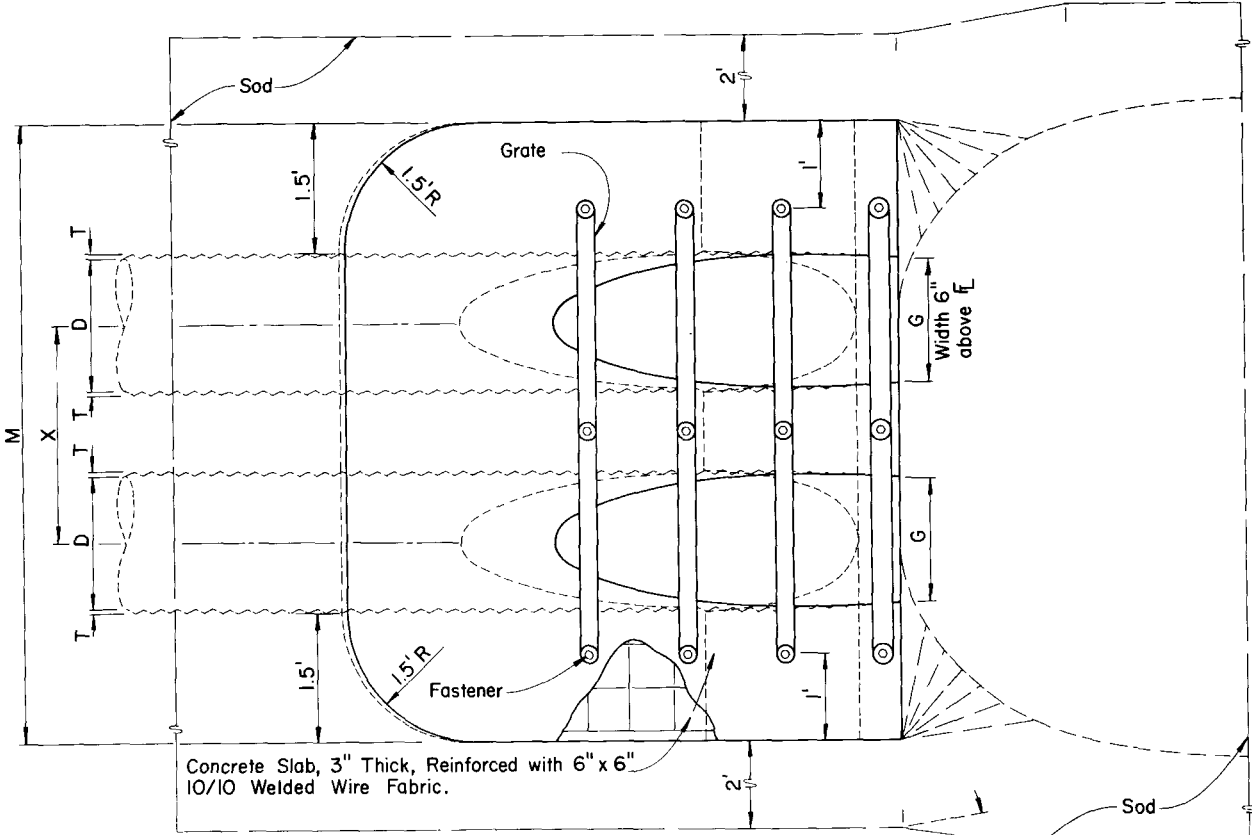 Sod
2'
Grate
1'
1.5'
1.5' R
T
D
T
X
M
G
Width 6"
above FL
T
D
T
G
1.5'
1.5' R
Fastener
1'
Concrete Slab, 3" Thick, Reinforced with 6" x 6"
10/10 Welded Wire Fabric.
2'
Sod